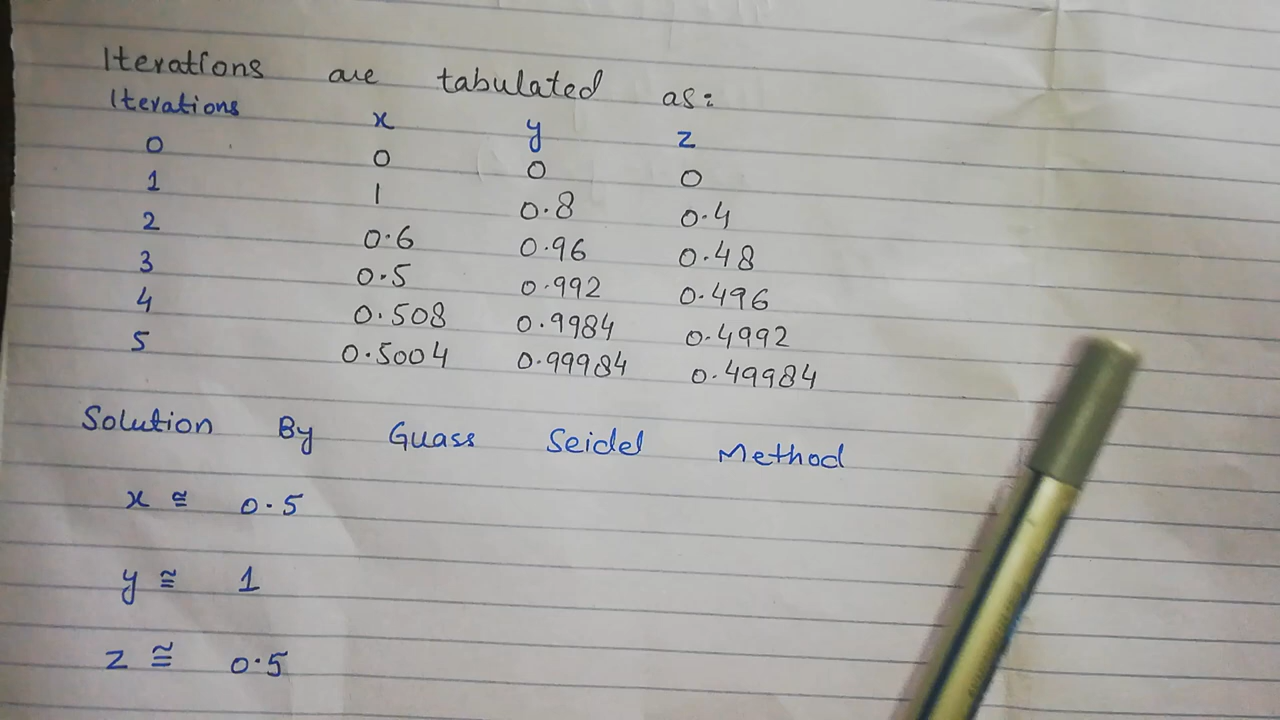 Iterations are tabulated as:
Iterations x y z
0 0 0 0
1 1 0.8 0.4
2 0.6 0.96 0.48
3 0.5 0.992 0.496
4 0.508 0.9984 0.4992
5 0.5004 0.99984 0.49984
Solution By Guass Seidel Method
x ≅ 0.5
y ≅ 1
z ≅ 0.5